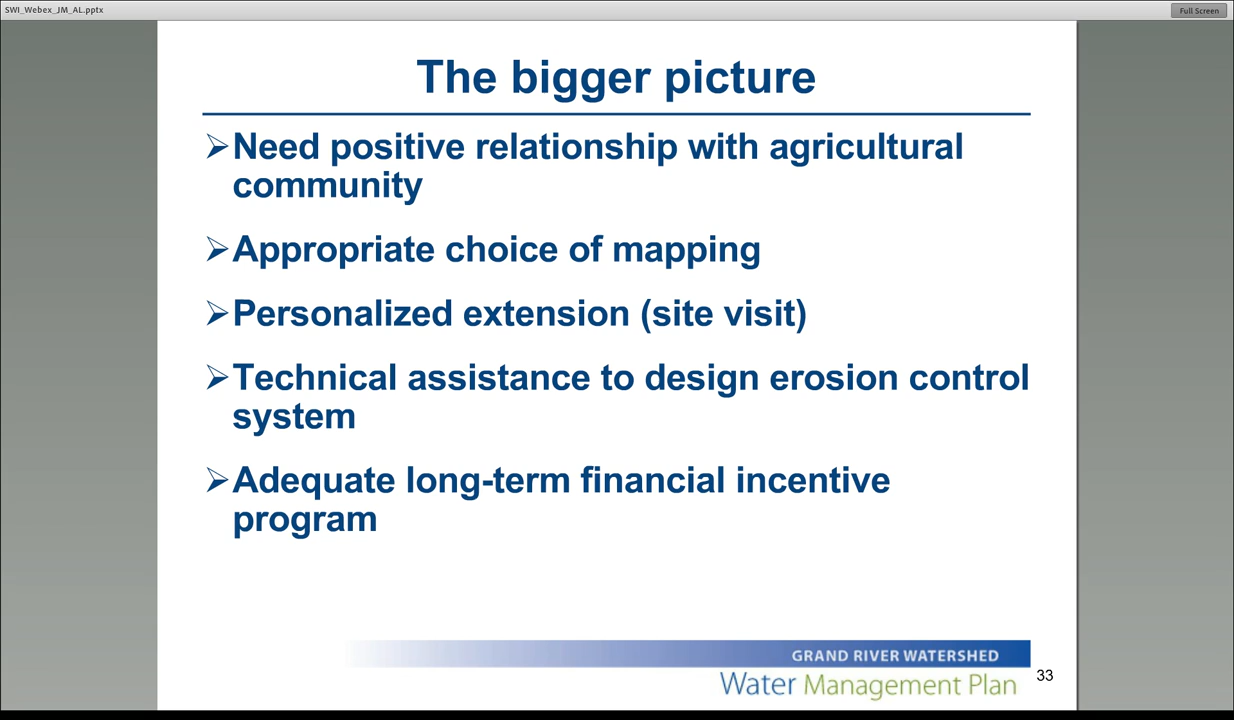 SWI_Webex_JM_AL.pptx
Full Screen
The bigger picture
➢Need positive relationship with agricultural
community
➢Appropriate choice of mapping
➢Personalized extension (site visit)
➢Technical assistance to design erosion control
system
➢Adequate long-term financial incentive
program
GRAND RIVER WATERSHED
Water Management Plan
33